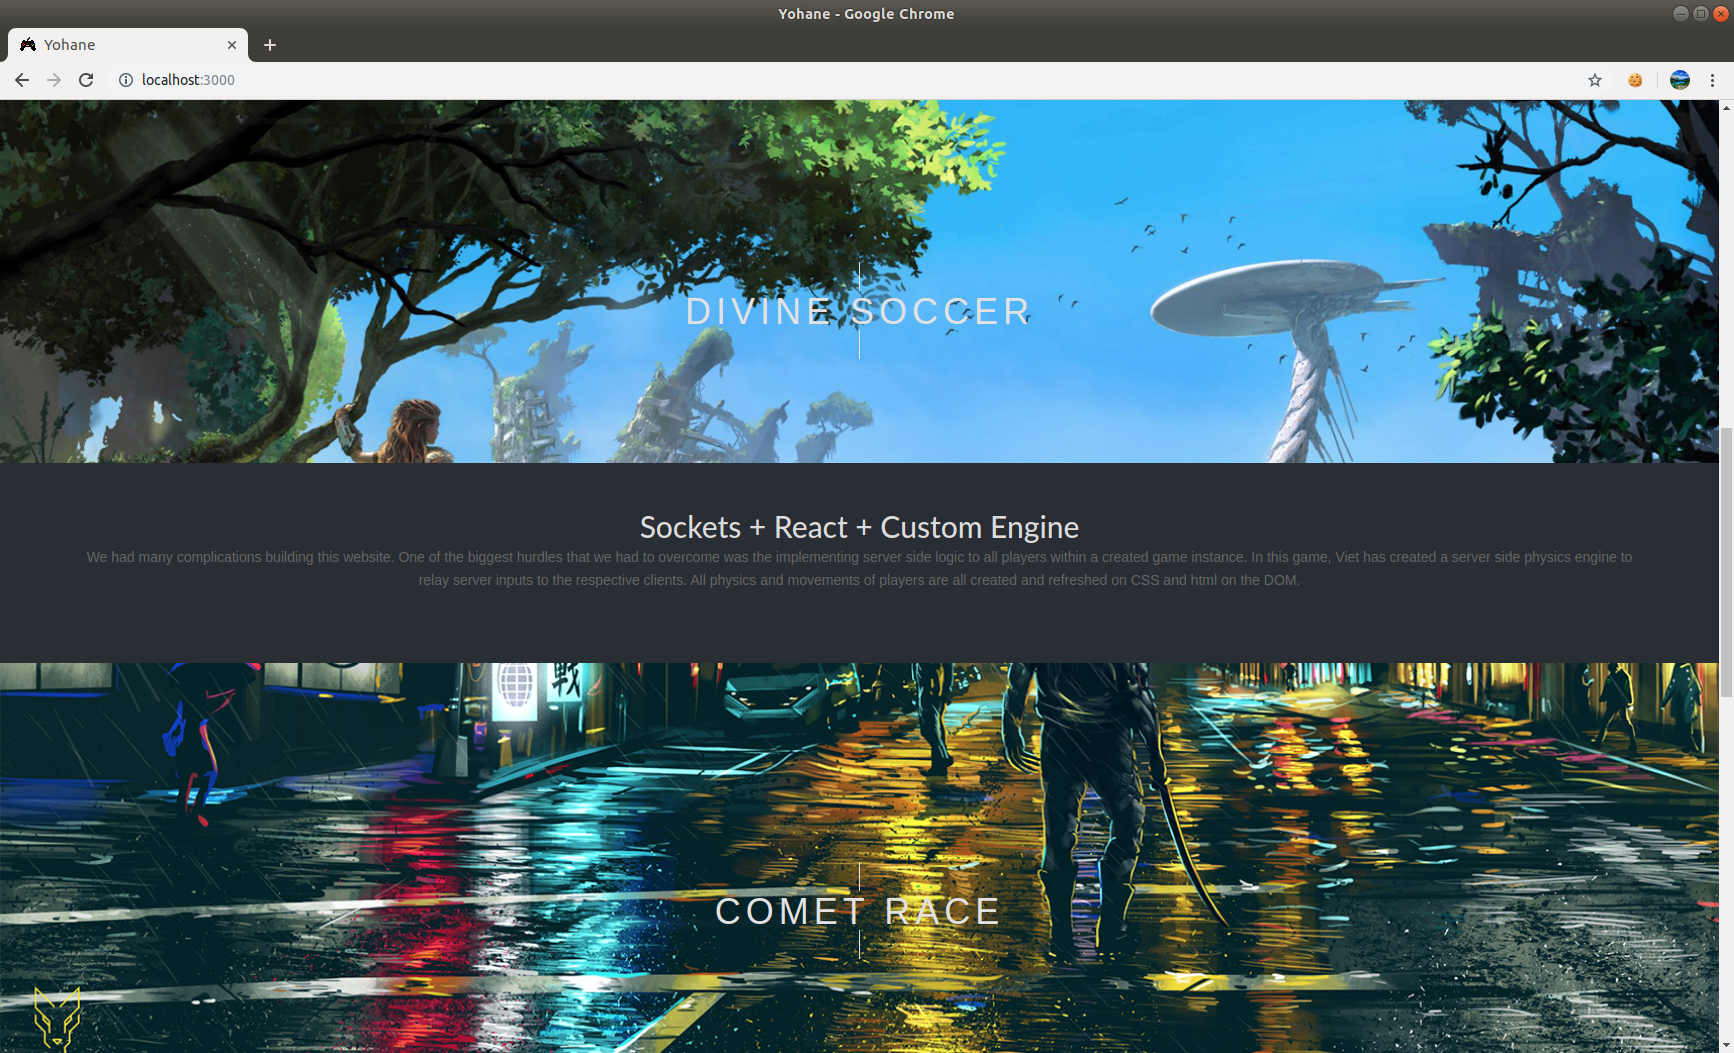 Yohane - Google Chrome
Yohane
localhost:3000
DIVINE SOCCER
Sockets + React + Custom Engine
We had many complications building this website. One of the biggest hurdles that we had to overcome was the implementing server side logic to all players within a created game instance. In this game, Viet has created a server side physics engine to
relay server inputs to the respective clients. All physics and movements of players are all created and refreshed on CSS and html on the DOM.
戦
COMET RACE